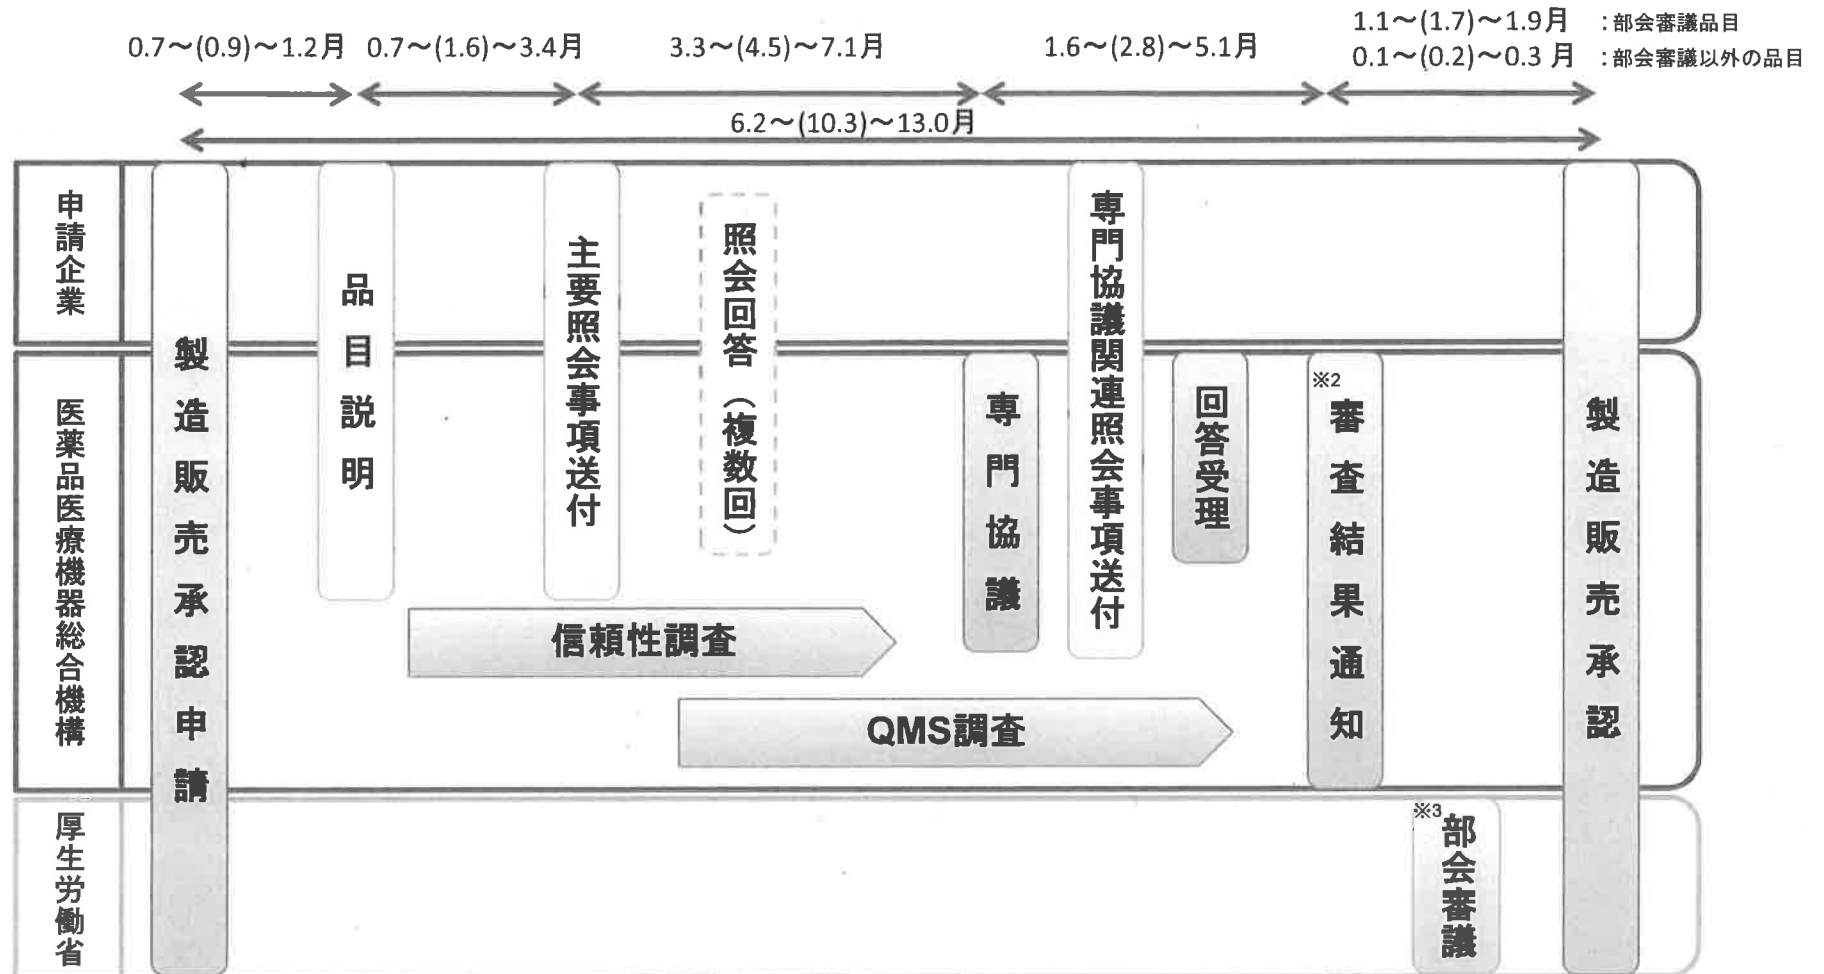 1.1～(1.7)～1.9月 ：部会審議品目
0.7～(0.9)～1.2月 0.7～(1.6)～3.4月 3.3～(4.5)～7.1月 1.6～(2.8)～5.1月 0.1～(0.2)～0.3 月 ：部会審議以外の品目
6.2～(10.3)～13.0月
申請企業
医薬品医療機器総合機構
厚生労働省
製造販売承認申請
品目説明
主要照会事項送付
照会回答（複数回）
信頼性調査
QMS調査
専門協議
専門協議関連照会事項送付
回答受理
※2
審査結果通知
※3
部会審議
製造販売承認